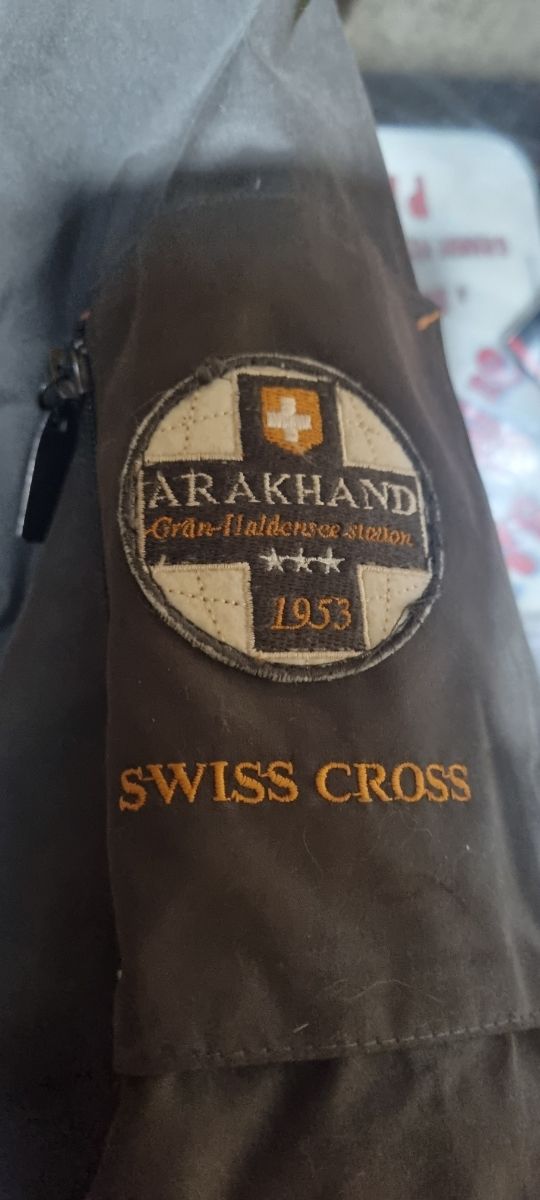 ARAKHAND
Grän-Haldensee-station
1953
SWISS CROSS